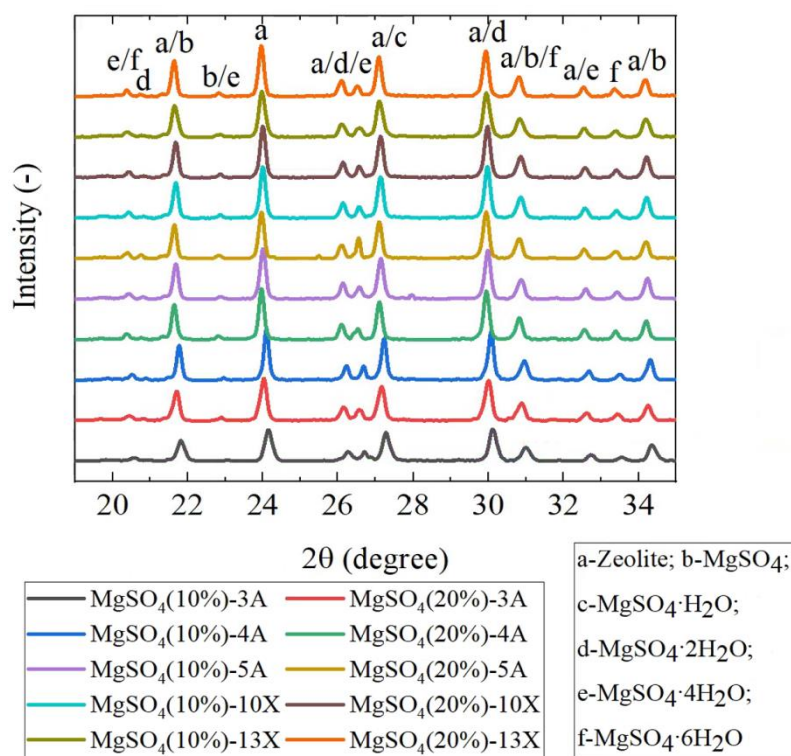 e/f d a/b b/e a a/d/e a/c a/d a/b/f a/e f a/b
Intensity (-)
20 22 24 26 28 30 32 34
2θ (degree)
MgSO₄(10%)-3A MgSO₄(20%)-3A
MgSO₄(10%)-4A MgSO₄(20%)-4A
MgSO₄(10%)-5A MgSO₄(20%)-5A
MgSO₄(10%)-10X MgSO₄(20%)-10X
MgSO₄(10%)-13X MgSO₄(20%)-13X
a-Zeolite; b-MgSO₄;
c-MgSO₄·H₂O;
d-MgSO₄·2H₂O;
e-MgSO₄·4H₂O;
f-MgSO₄·6H₂O